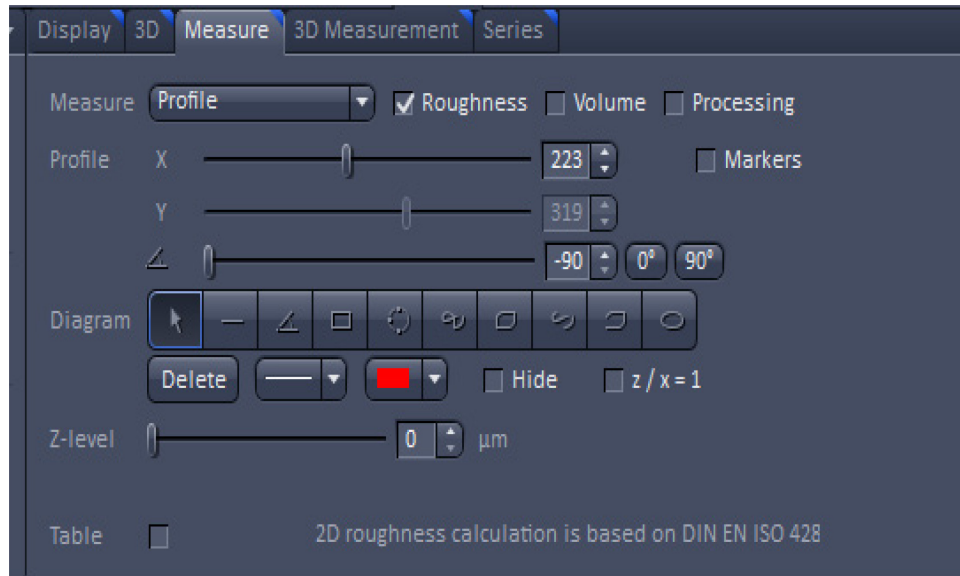 Display 3D Measure 3D Measurement Series
Measure Profile Roughness Volume Processing
Profile X 223 Markers
Y 319
-90 0° 90°
Diagram
Delete Hide z / x = 1
Z-level 0 μm
Table 2D roughness calculation is based on DIN EN ISO 428